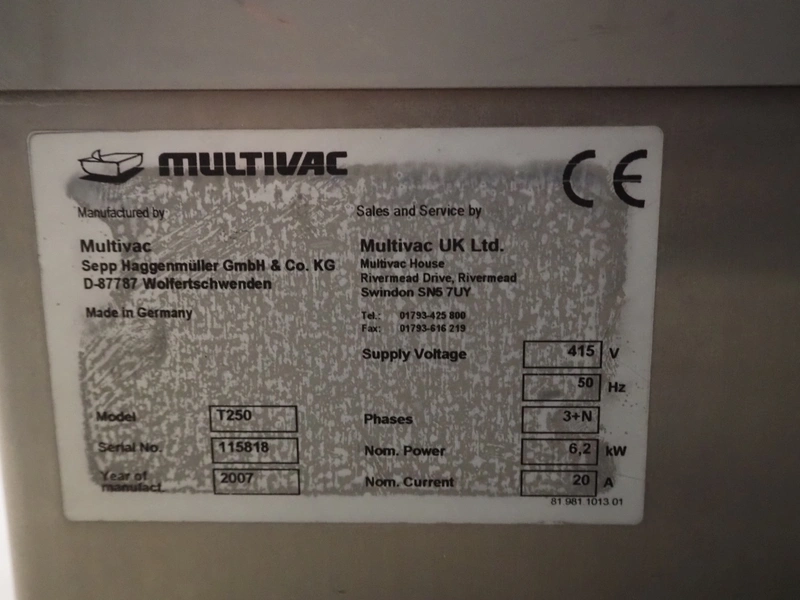 MULTIVAC
CE
Manufactured by
Multivac
Sepp Haggenmüller GmbH & Co. KG
D-87787 Wolfertschwenden
Made in Germany
Sales and Service by
Multivac UK Ltd.
Multivac House
Rivermead Drive, Rivermead
Swindon SN5 7UY
Tel.: 01793-425 800
Fax: 01793-616 219
Supply Voltage 415 V
50 Hz
Model T250
Phases 3+N
Serial No. 115818
Nom. Power 6,2 kW
Year of
manufact. 2007
Nom. Current 20 A
81 981 1013 01